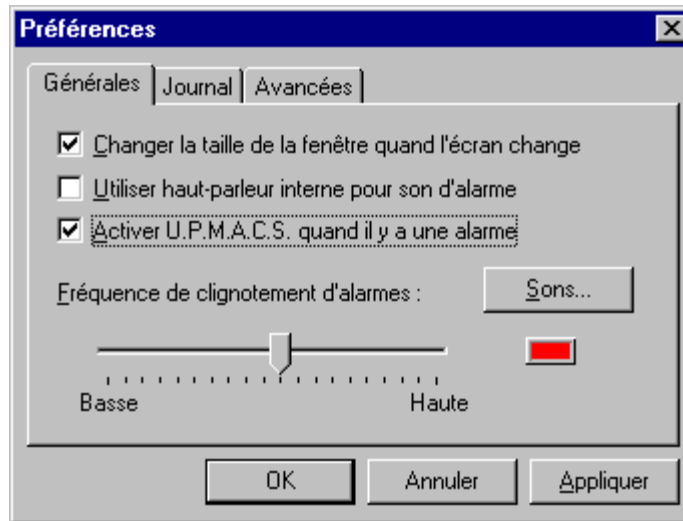 Préférences
Générales Journal Avancées
Changer la taille de la fenêtre quand l'écran change
Utiliser haut-parleur interne pour son d'alarme
Activer U.P.M.A.C.S. quand il y a une alarme
Fréquence de clignotement d'alarmes : Sons...
Basse Haute
OK Annuler Appliquer